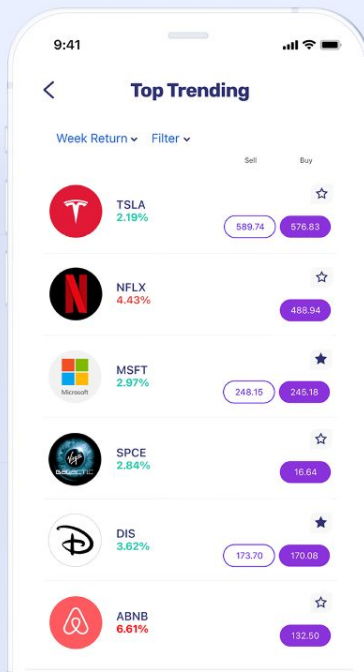 9:41
Top Trending
Week Return Filter
Sell Buy
TSLA
2.19%
589.74 576.83
NFLX
4.43%
488.94
Microsoft
MSFT
2.97%
248.15 245.18
Virgin
GALACTIC
SPCE
2.84%
16.64
DIS
3.62%
173.70 170.08
ABNB
6.61%
132.50